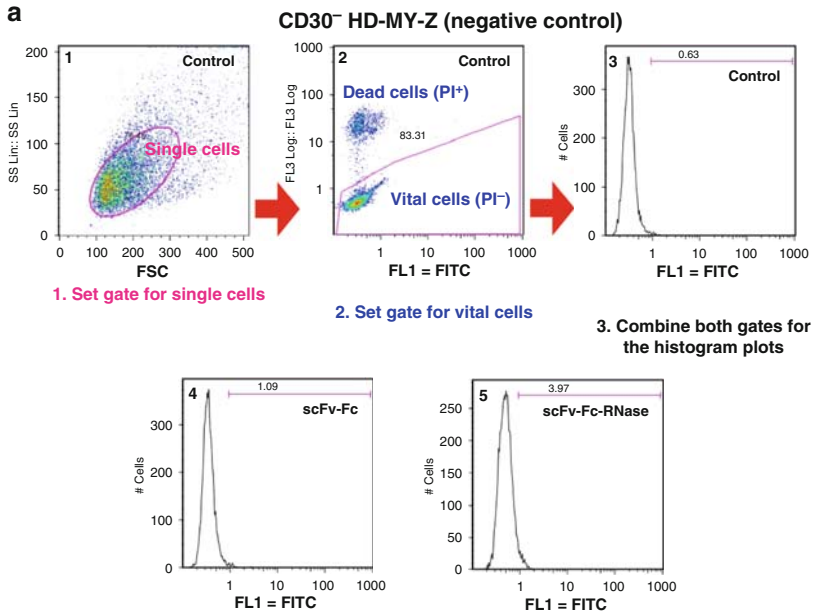 a
CD30– HD-MY-Z (negative control)
1
Control
Single cells
SS Lin:: SS Lin
200
150
100
50
0
0 100 200 300 400 500
FSC
1. Set gate for single cells
2
Control
Dead cells (PI+)
83.31
Vital cells (PI–)
FL3 Log:: FL3 Log
1000
100
10
1
1 10 100 1000
FL1 = FITC
2. Set gate for vital cells
3
0.63
Control
# Cells
300
200
100
0
1 10 100 1000
FL1 = FITC
3. Combine both gates for
the histogram plots
4
1.09
scFv-Fc
# Cells
300
200
100
0
1 10 100 1000
FL1 = FITC
5
3.97
scFv-Fc-RNase
# Cells
250
200
150
100
50
0
1 10 100 1000
FL1 = FITC